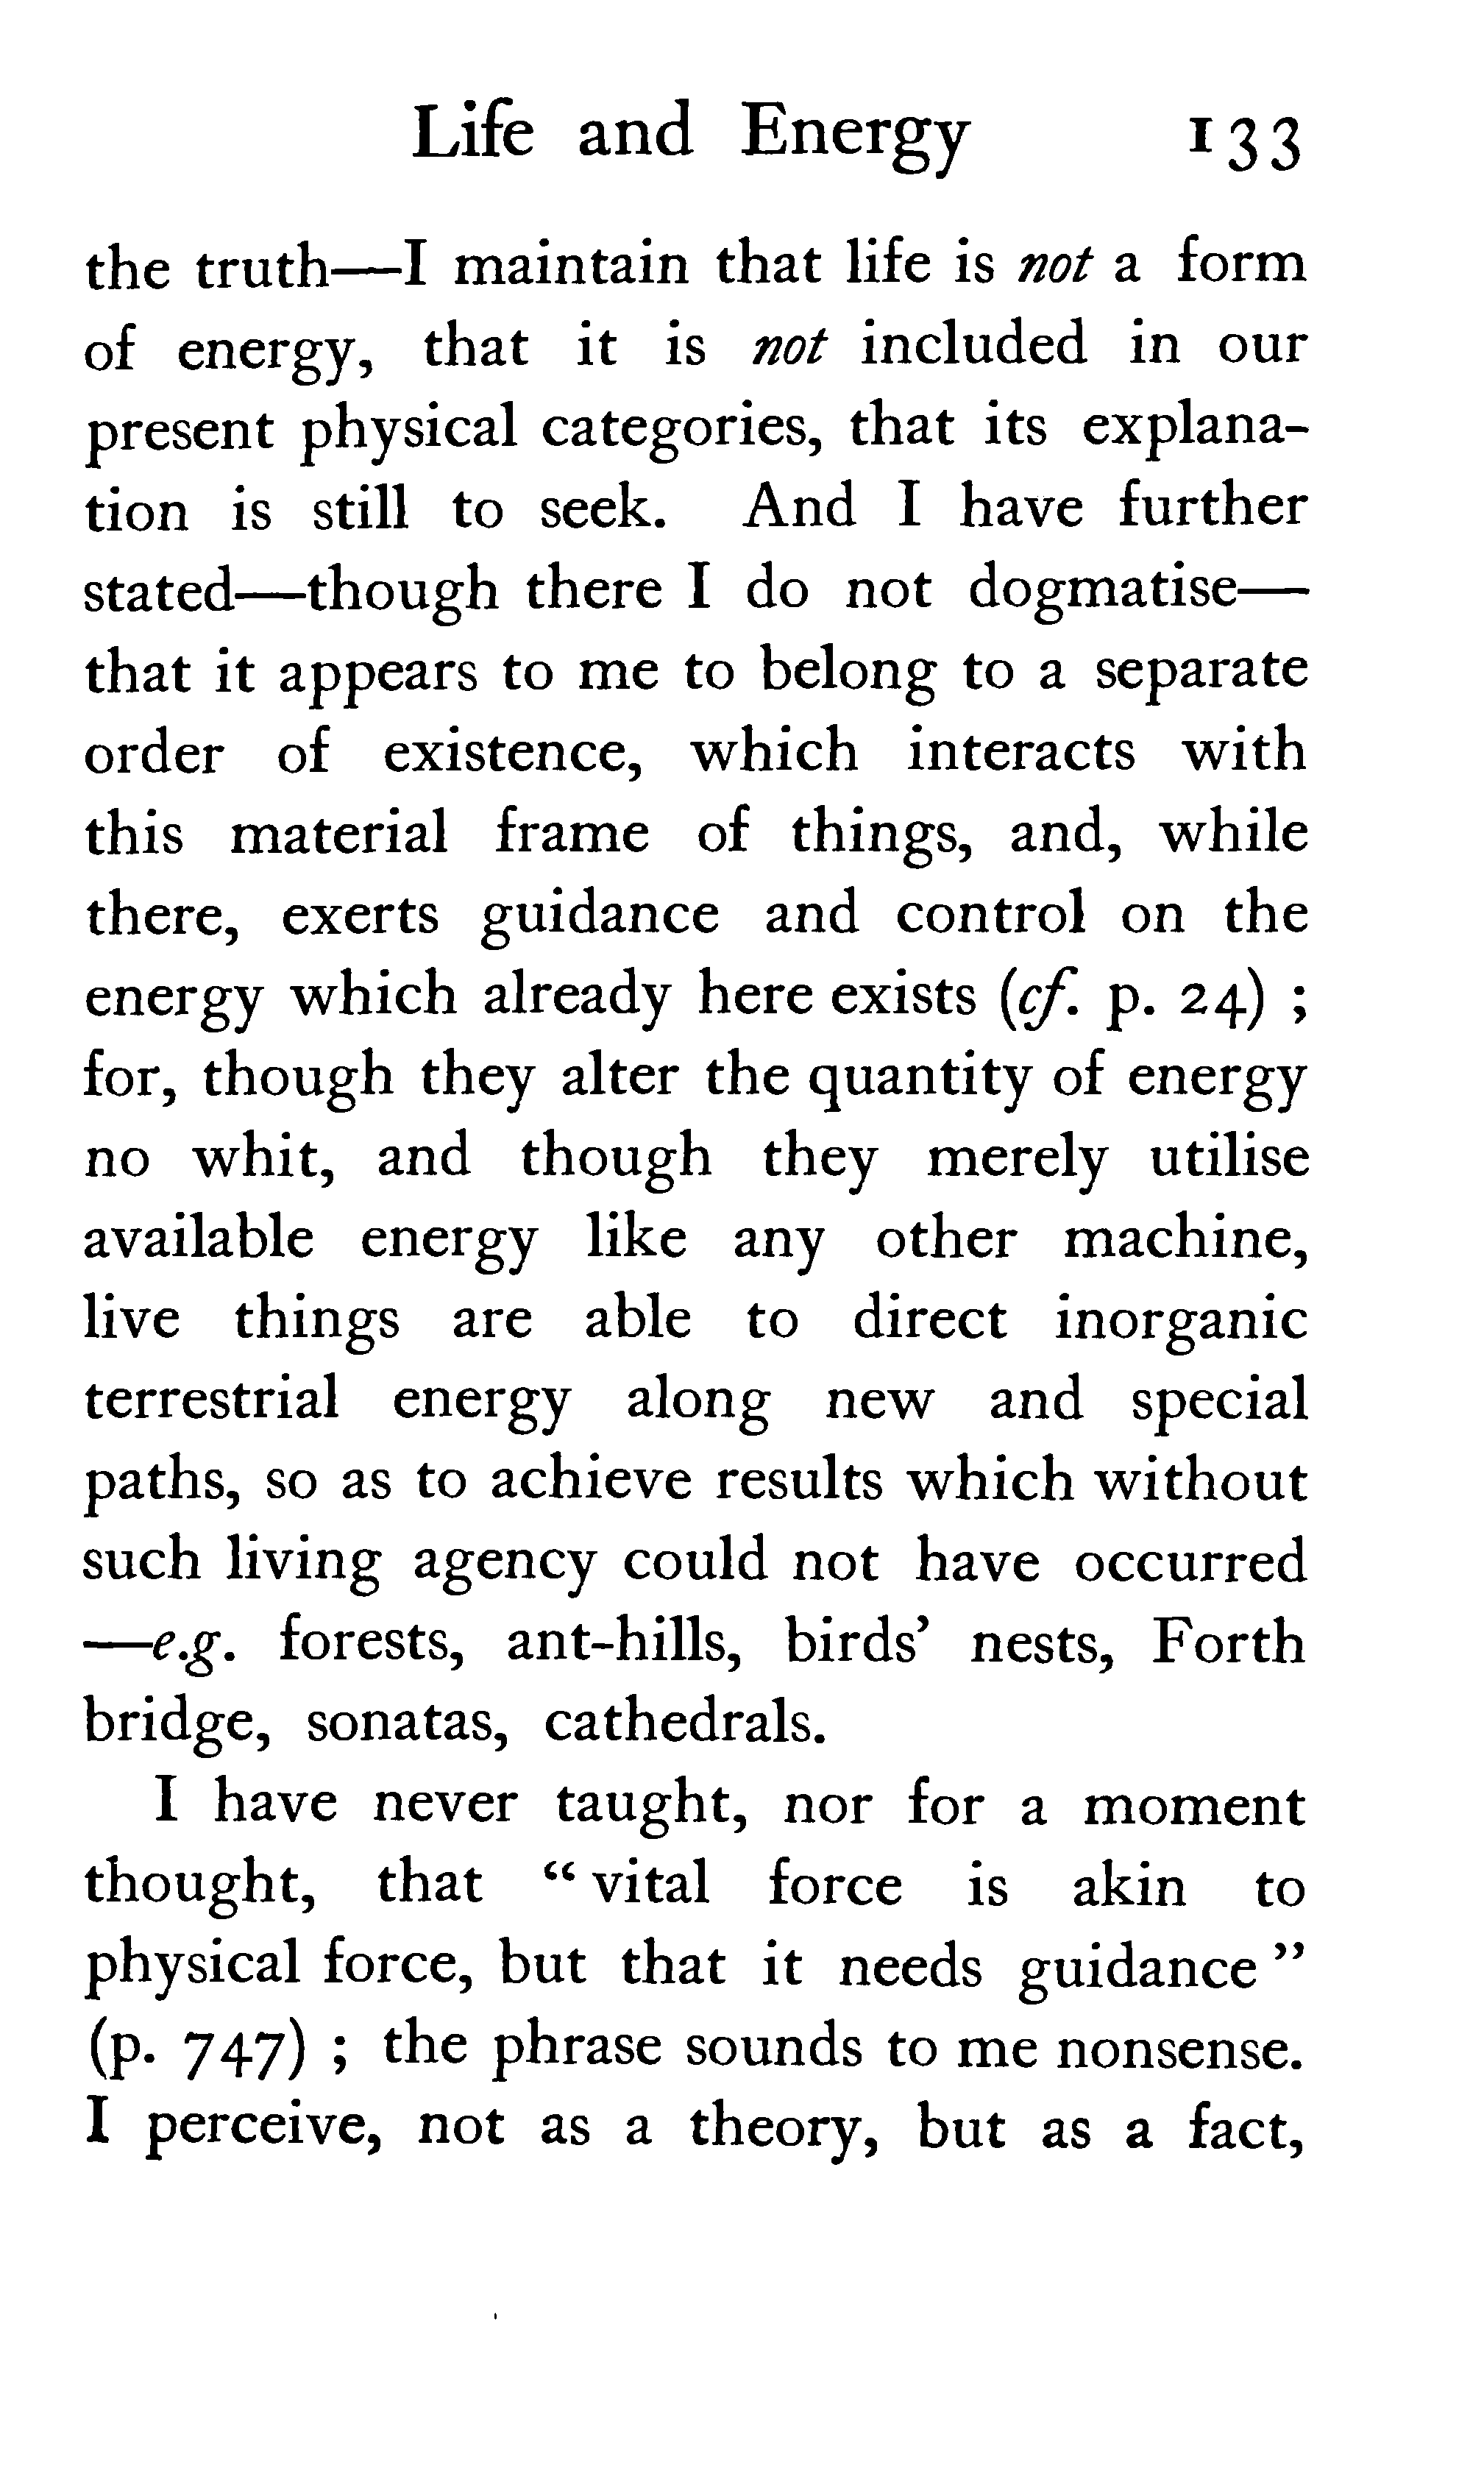 Life and Energy 133
the truth—I maintain that life is not a form
of energy, that it is not included in our
present physical categories, that its explana-
tion is still to seek. And I have further
stated—though there I do not dogmatise—
that it appears to me to belong to a separate
order of existence, which interacts with
this material frame of things, and, while
there, exerts guidance and control on the
energy which already here exists (cf. p. 24) ;
for, though they alter the quantity of energy
no whit, and though they merely utilise
available energy like any other machine,
live things are able to direct inorganic
terrestrial energy along new and special
paths, so as to achieve results which without
such living agency could not have occurred
—e.g. forests, ant-hills, birds’ nests, Forth
bridge, sonatas, cathedrals.
I have never taught, nor for a moment
thought, that “ vital force is akin to
physical force, but that it needs guidance ”
(p. 747) ; the phrase sounds to me nonsense.
I perceive, not as a theory, but as a fact,